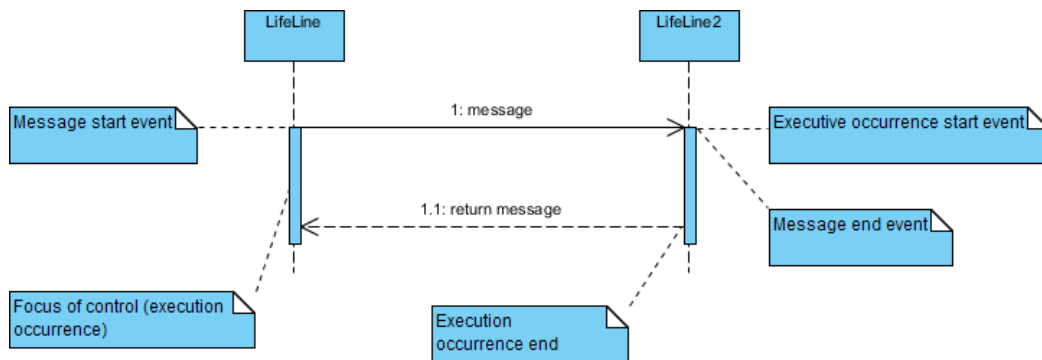 LifeLine
LifeLine2
1: message
Message start event
Executive occurrence start event
1.1: return message
Message end event
Focus of control (execution
occurrence)
Execution
occurrence end